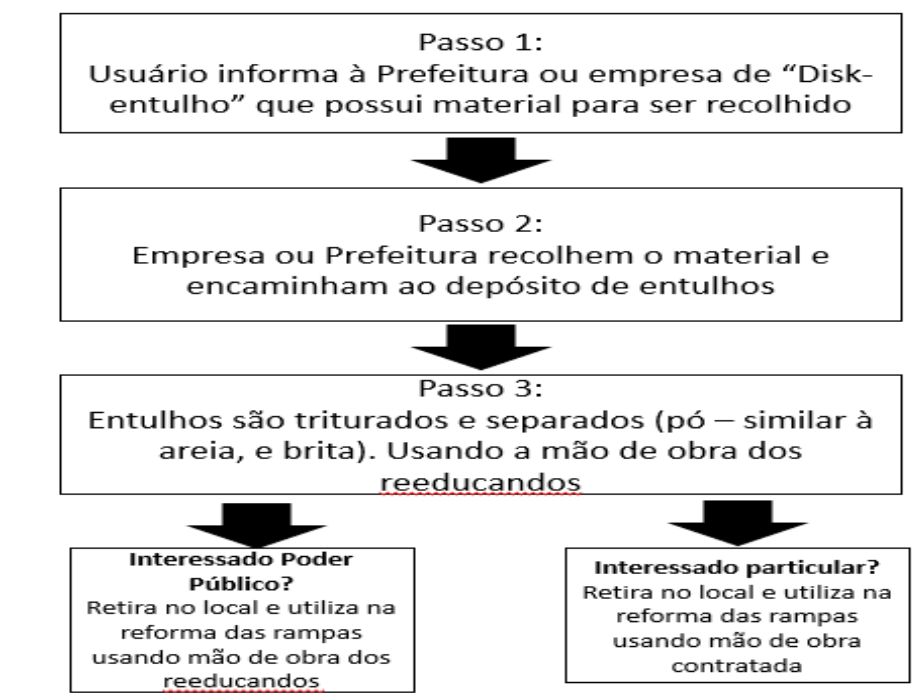 Passo 1:
Usuário informa à Prefeitura ou empresa de “Disk-
entulho” que possui material para ser recolhido
Passo 2:
Empresa ou Prefeitura recolhem o material e
encaminham ao depósito de entulhos
Passo 3:
Entulhos são triturados e separados (pó – similar à
areia, e brita). Usando a mão de obra dos
reeducandos
Interessado Poder
Público?
Retira no local e utiliza na
reforma das rampas
usando mão de obra dos
reeducandos
Interessado particular?
Retira no local e utiliza na
reforma das rampas
usando mão de obra
contratada